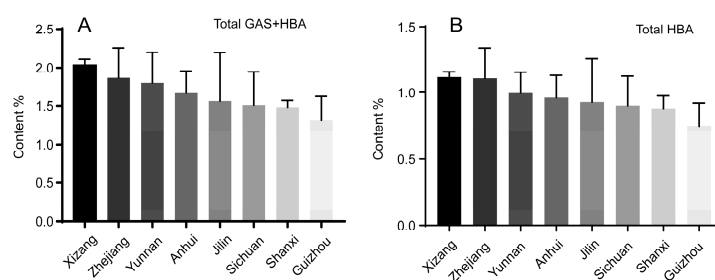 A
Total GAS+HBA
Content %
2.5
2.0
1.5
1.0
0.5
0.0
Xizang
Zhejiang
Yunnan
Anhui
Jilin
Sichuan
Shanxi
Guizhou
B
Total HBA
Content %
1.5
1.0
0.5
0.0
Xizang
Zhejiang
Yunnan
Anhui
Jilin
Sichuan
Shanxi
Guizhou